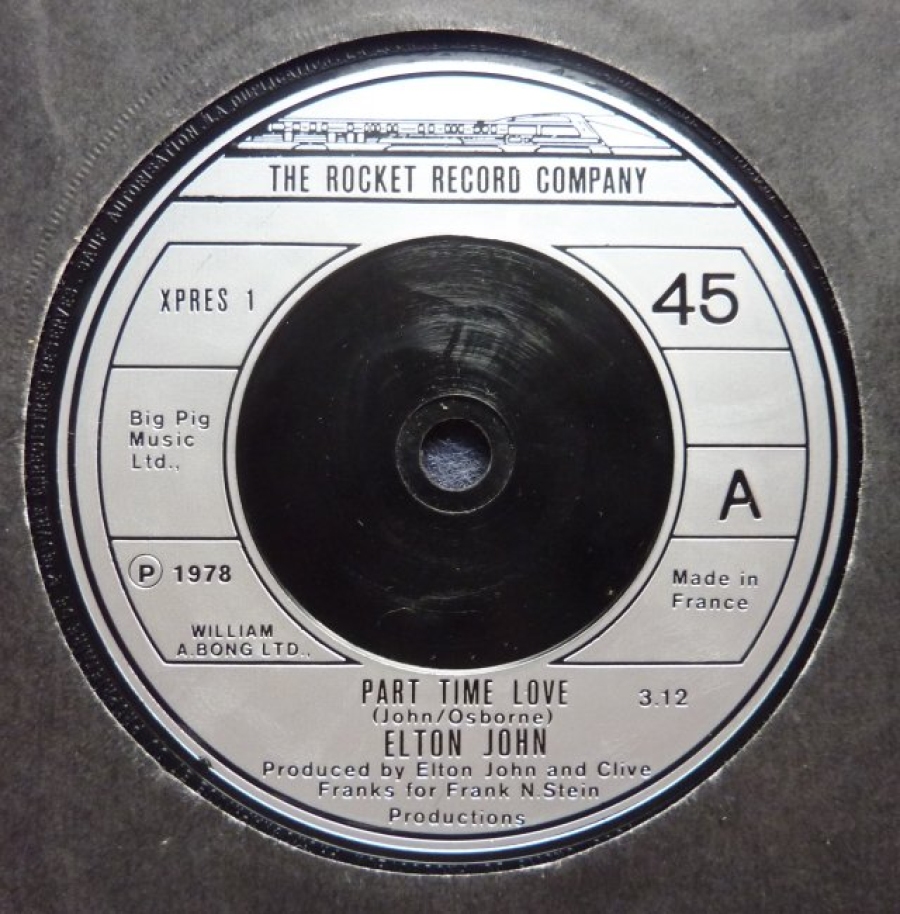 THE ROCKET RECORD COMPANY
XPRES 1
45
Big Pig
Music
Ltd.,
A
Ⓟ 1978
Made in
France
WILLIAM
A.BONG LTD.,
PART TIME LOVE
3.12
(John/Osborne)
ELTON JOHN
Produced by Elton John and Clive
Franks for Frank N.Stein
Productions